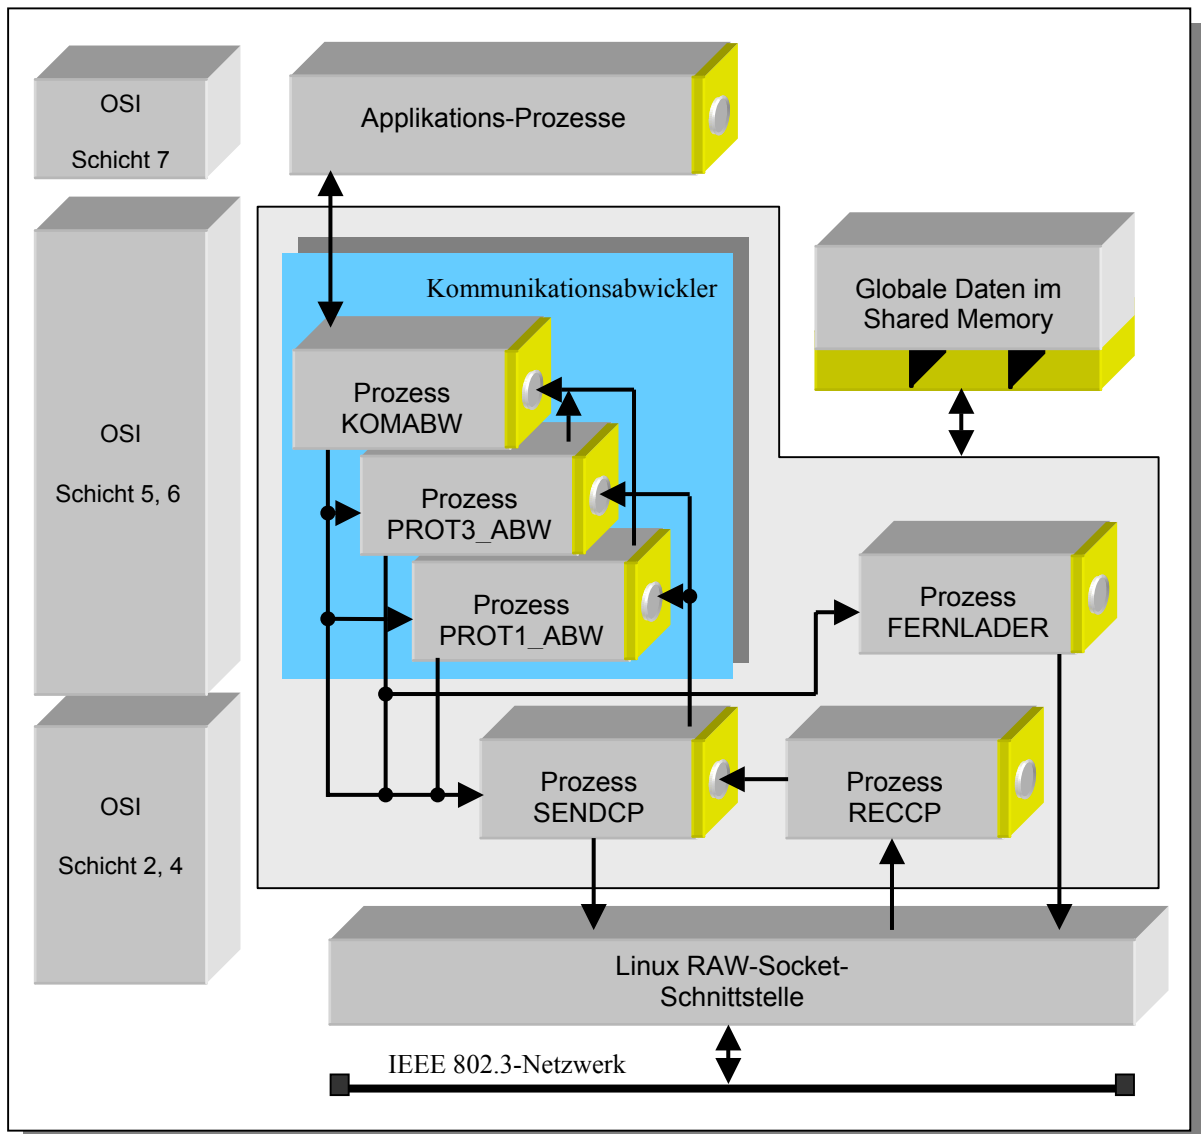 OSI
Schicht 7
Applikations-Prozesse
OSI
Schicht 5, 6
Kommunikationsabwickler
Globale Daten im
Shared Memory
Prozess
KOMABW
Prozess
PROT3_ABW
Prozess
PROT1_ABW
Prozess
FERNLADER
OSI
Schicht 2, 4
Prozess
SENDCP
Prozess
RECCP
Linux RAW-Socket-
Schnittstelle
IEEE 802.3-Netzwerk